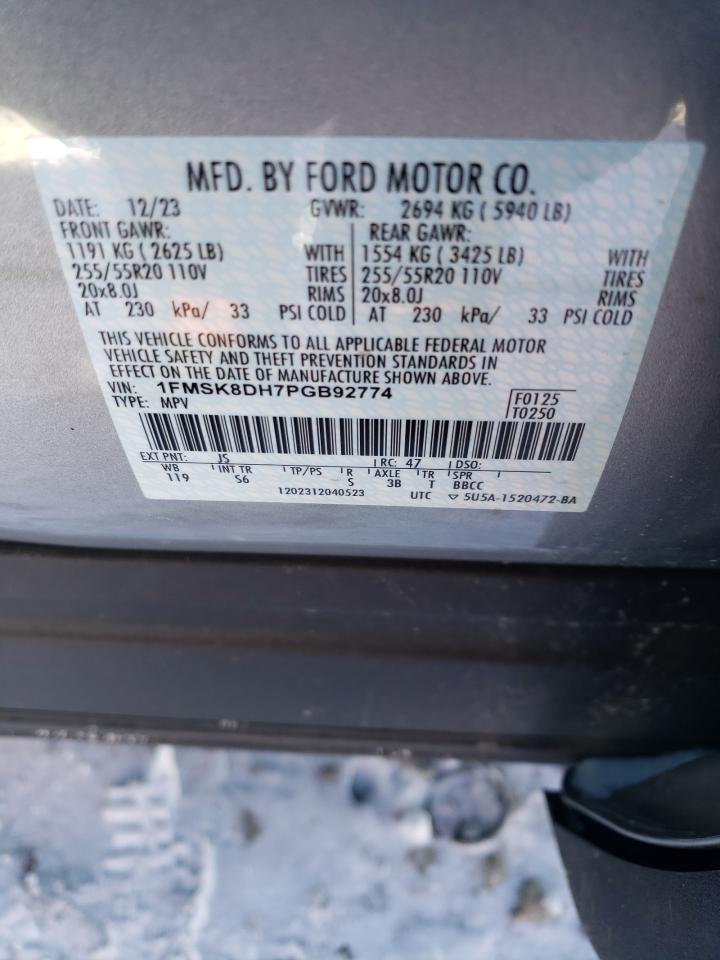 MFD. BY FORD MOTOR CO.
DATE: 12/23 GVWR: 2694 KG ( 5940 LB)
FRONT GAWR: REAR GAWR:
1191 KG ( 2625 LB) WITH 1554 KG ( 3425 LB) WITH
255/55R20 110V TIRES 255/55R20 110V TIRES
20x8.0J RIMS 20x8.0J RIMS
AT 230 kPa/ 33 PSI COLD AT 230 kPa/ 33 PSI COLD
THIS VEHICLE CONFORMS TO ALL APPLICABLE FEDERAL MOTOR
VEHICLE SAFETY AND THEFT PREVENTION STANDARDS IN
EFFECT ON THE DATE OF MANUFACTURE SHOWN ABOVE.
VIN: 1FMSK8DH7PGB92774 F0125
TYPE: MPV T0250
EXT PNT: JS RC: 47 DSO:
WB INT TR TP/PS R AXLE TR SPR
119 S6 S 3B T BBCC
1202312040523 UTC ▽ 5U5A-1520472-BA